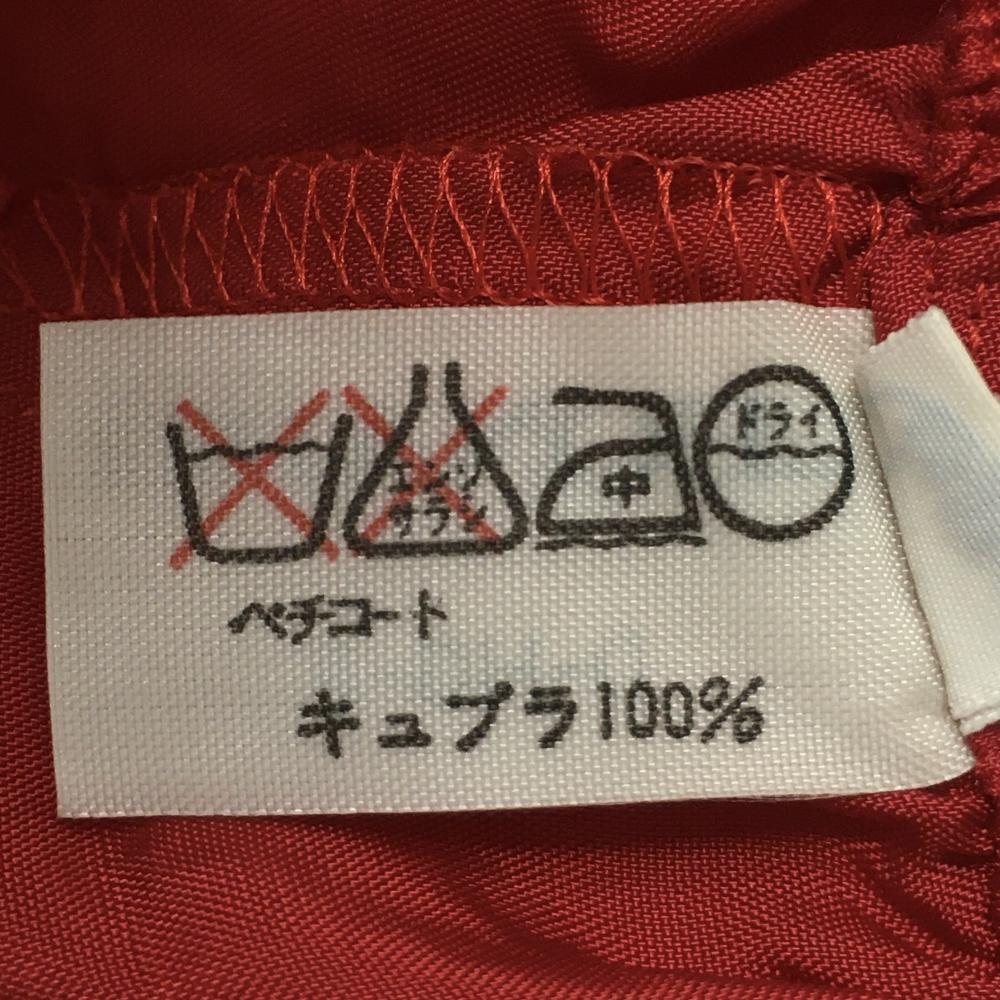 エンソ
サラシ
中
ドライ
ペチコート
キュプラ100%